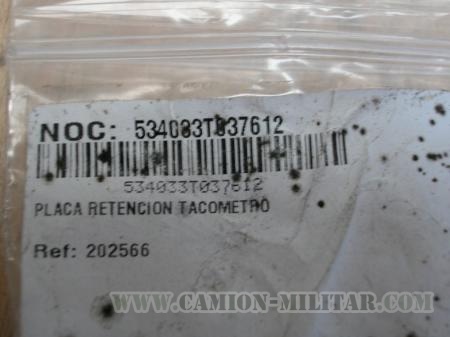 NOC: 534033T037612
534033T037612
PLACA RETENCION TACOMETRO
Ref: 202566
WWW.CAMION-MILITAR.COM